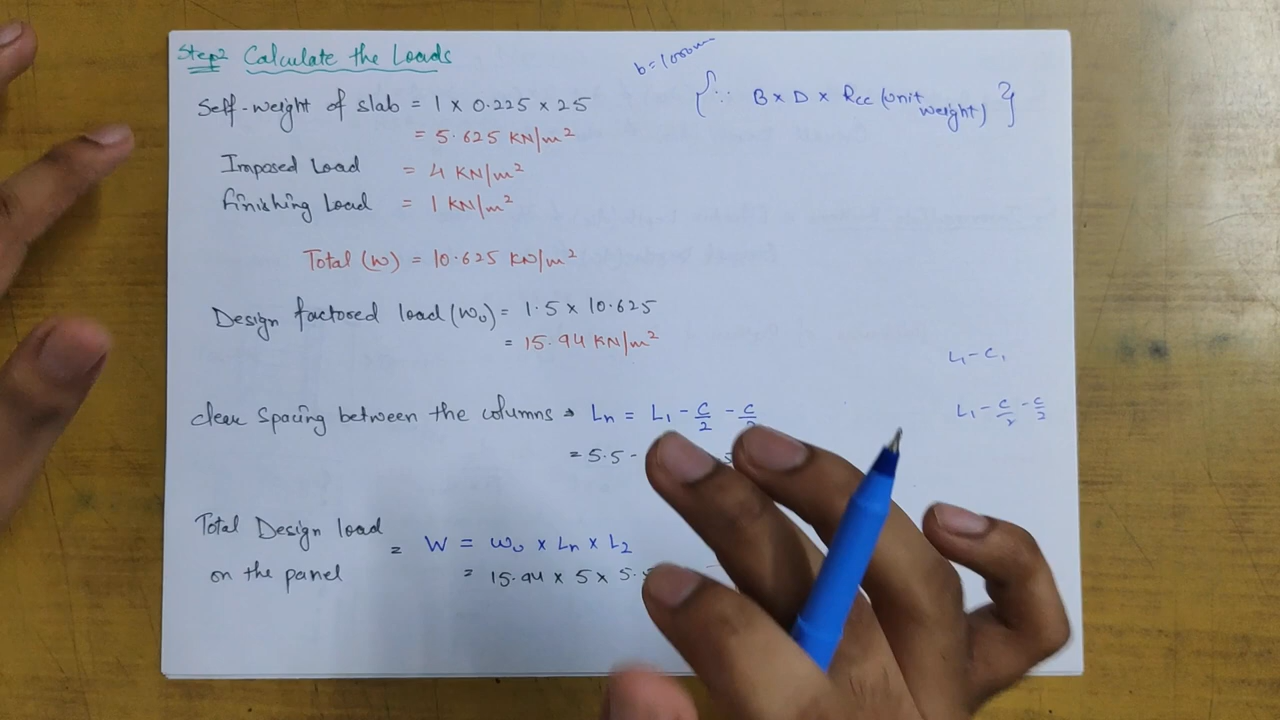 Step2 Calculate the Loads
b=1000mm
Self-weight of slab = 1 x 0.225 x 25
{∵ B x D x Rcc (unit weight)}
= 5.625 KN/m²
Imposed Load = 4 KN/m²
Finishing Load = 1 KN/m²
Total (w) = 10.625 KN/m²
Design factored load (w₀) = 1.5 x 10.625
= 15.94 KN/m²
L₁-C₁
Clear Spacing between the columns → Ln = L₁ - C/2 - C/2
L₁ - C/2 - C/2
= 5.5 -
Total Design load on the panel = W = w₀ x Ln x L₂
= 15.94 x 5 x 5.5